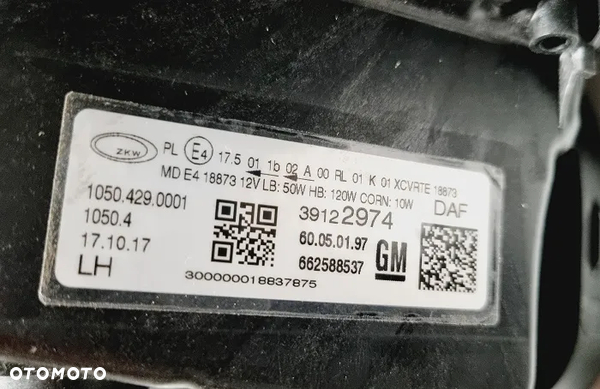 ZKW PL E4 17.5 01 1b 02 A 00 RL 01 K 01 XCVRTE 18873
MD E4 18873 12V LB: 50W HB: 120W CORN: 10W
1050.429.0001
1050.4
17.10.17
LH
39122974 DAF
60.05.01.97
662588537 GM
300000018837875
OTOMOTO